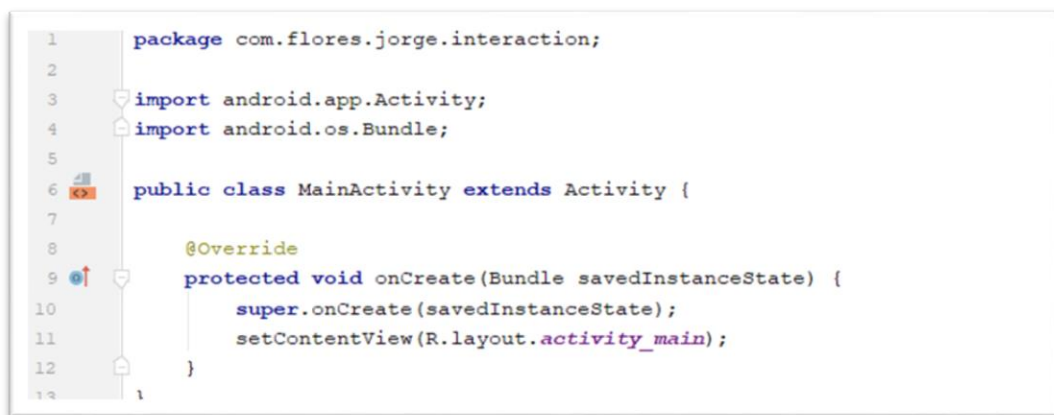 1 package com.flores.jorge.interaction;
2
3 import android.app.Activity;
4 import android.os.Bundle;
5
6 public class MainActivity extends Activity {
7
8 @Override
9 protected void onCreate(Bundle savedInstanceState) {
10 super.onCreate(savedInstanceState);
11 setContentView(R.layout.activity_main);
12 }
13 }